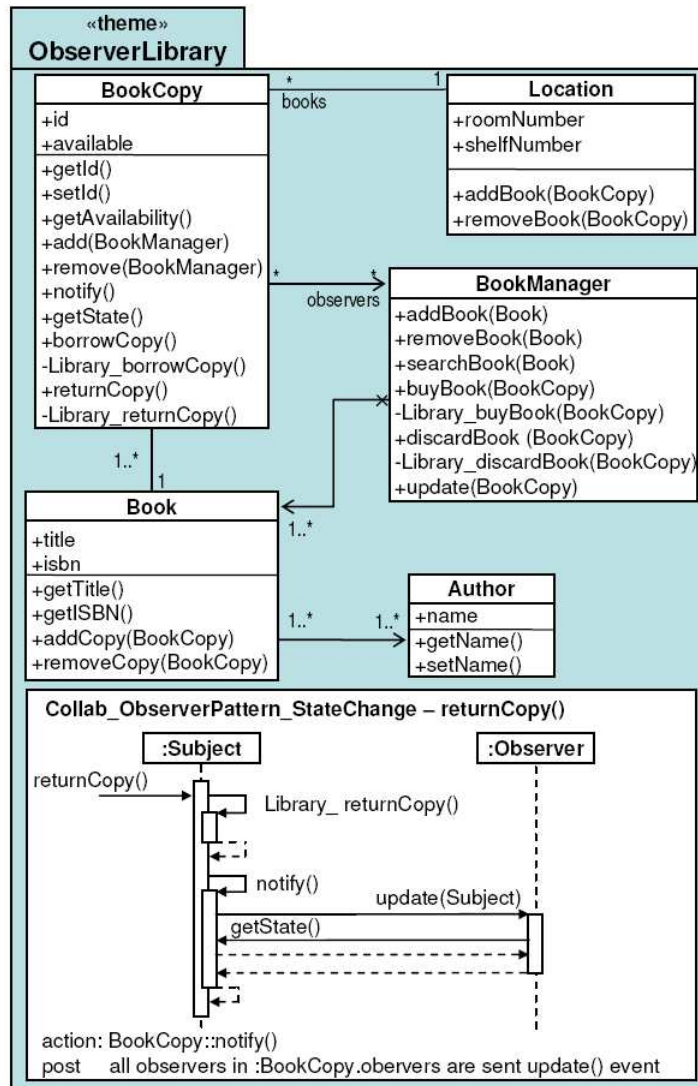 «theme»
ObserverLibrary
BookCopy
+id
+available
+getId()
+setId()
+getAvailability()
+add(BookManager)
+remove(BookManager)
+notify()
+getState()
+borrowCopy()
-Library_borrowCopy()
+returnCopy()
-Library_returnCopy()
*
books
1
Location
+roomNumber
+shelfNumber
+addBook(BookCopy)
+removeBook(BookCopy)
*
observers
*
BookManager
+addBook(Book)
+removeBook(Book)
+searchBook(Book)
+buyBook(BookCopy)
-Library_buyBook(BookCopy)
+discardBook (BookCopy)
-Library_discardBook(BookCopy)
+update(BookCopy)
1..*
1
Book
+title
+isbn
+getTitle()
+getISBN()
+addCopy(BookCopy)
+removeCopy(BookCopy)
1..*
1..*
1..*
Author
+name
+getName()
+setName()
Collab_ObserverPattern_StateChange – returnCopy()
:Subject
:Observer
returnCopy()
Library_ returnCopy()
notify()
update(Subject)
getState()
action: BookCopy::notify()
post all observers in :BookCopy.obervers are sent update() event